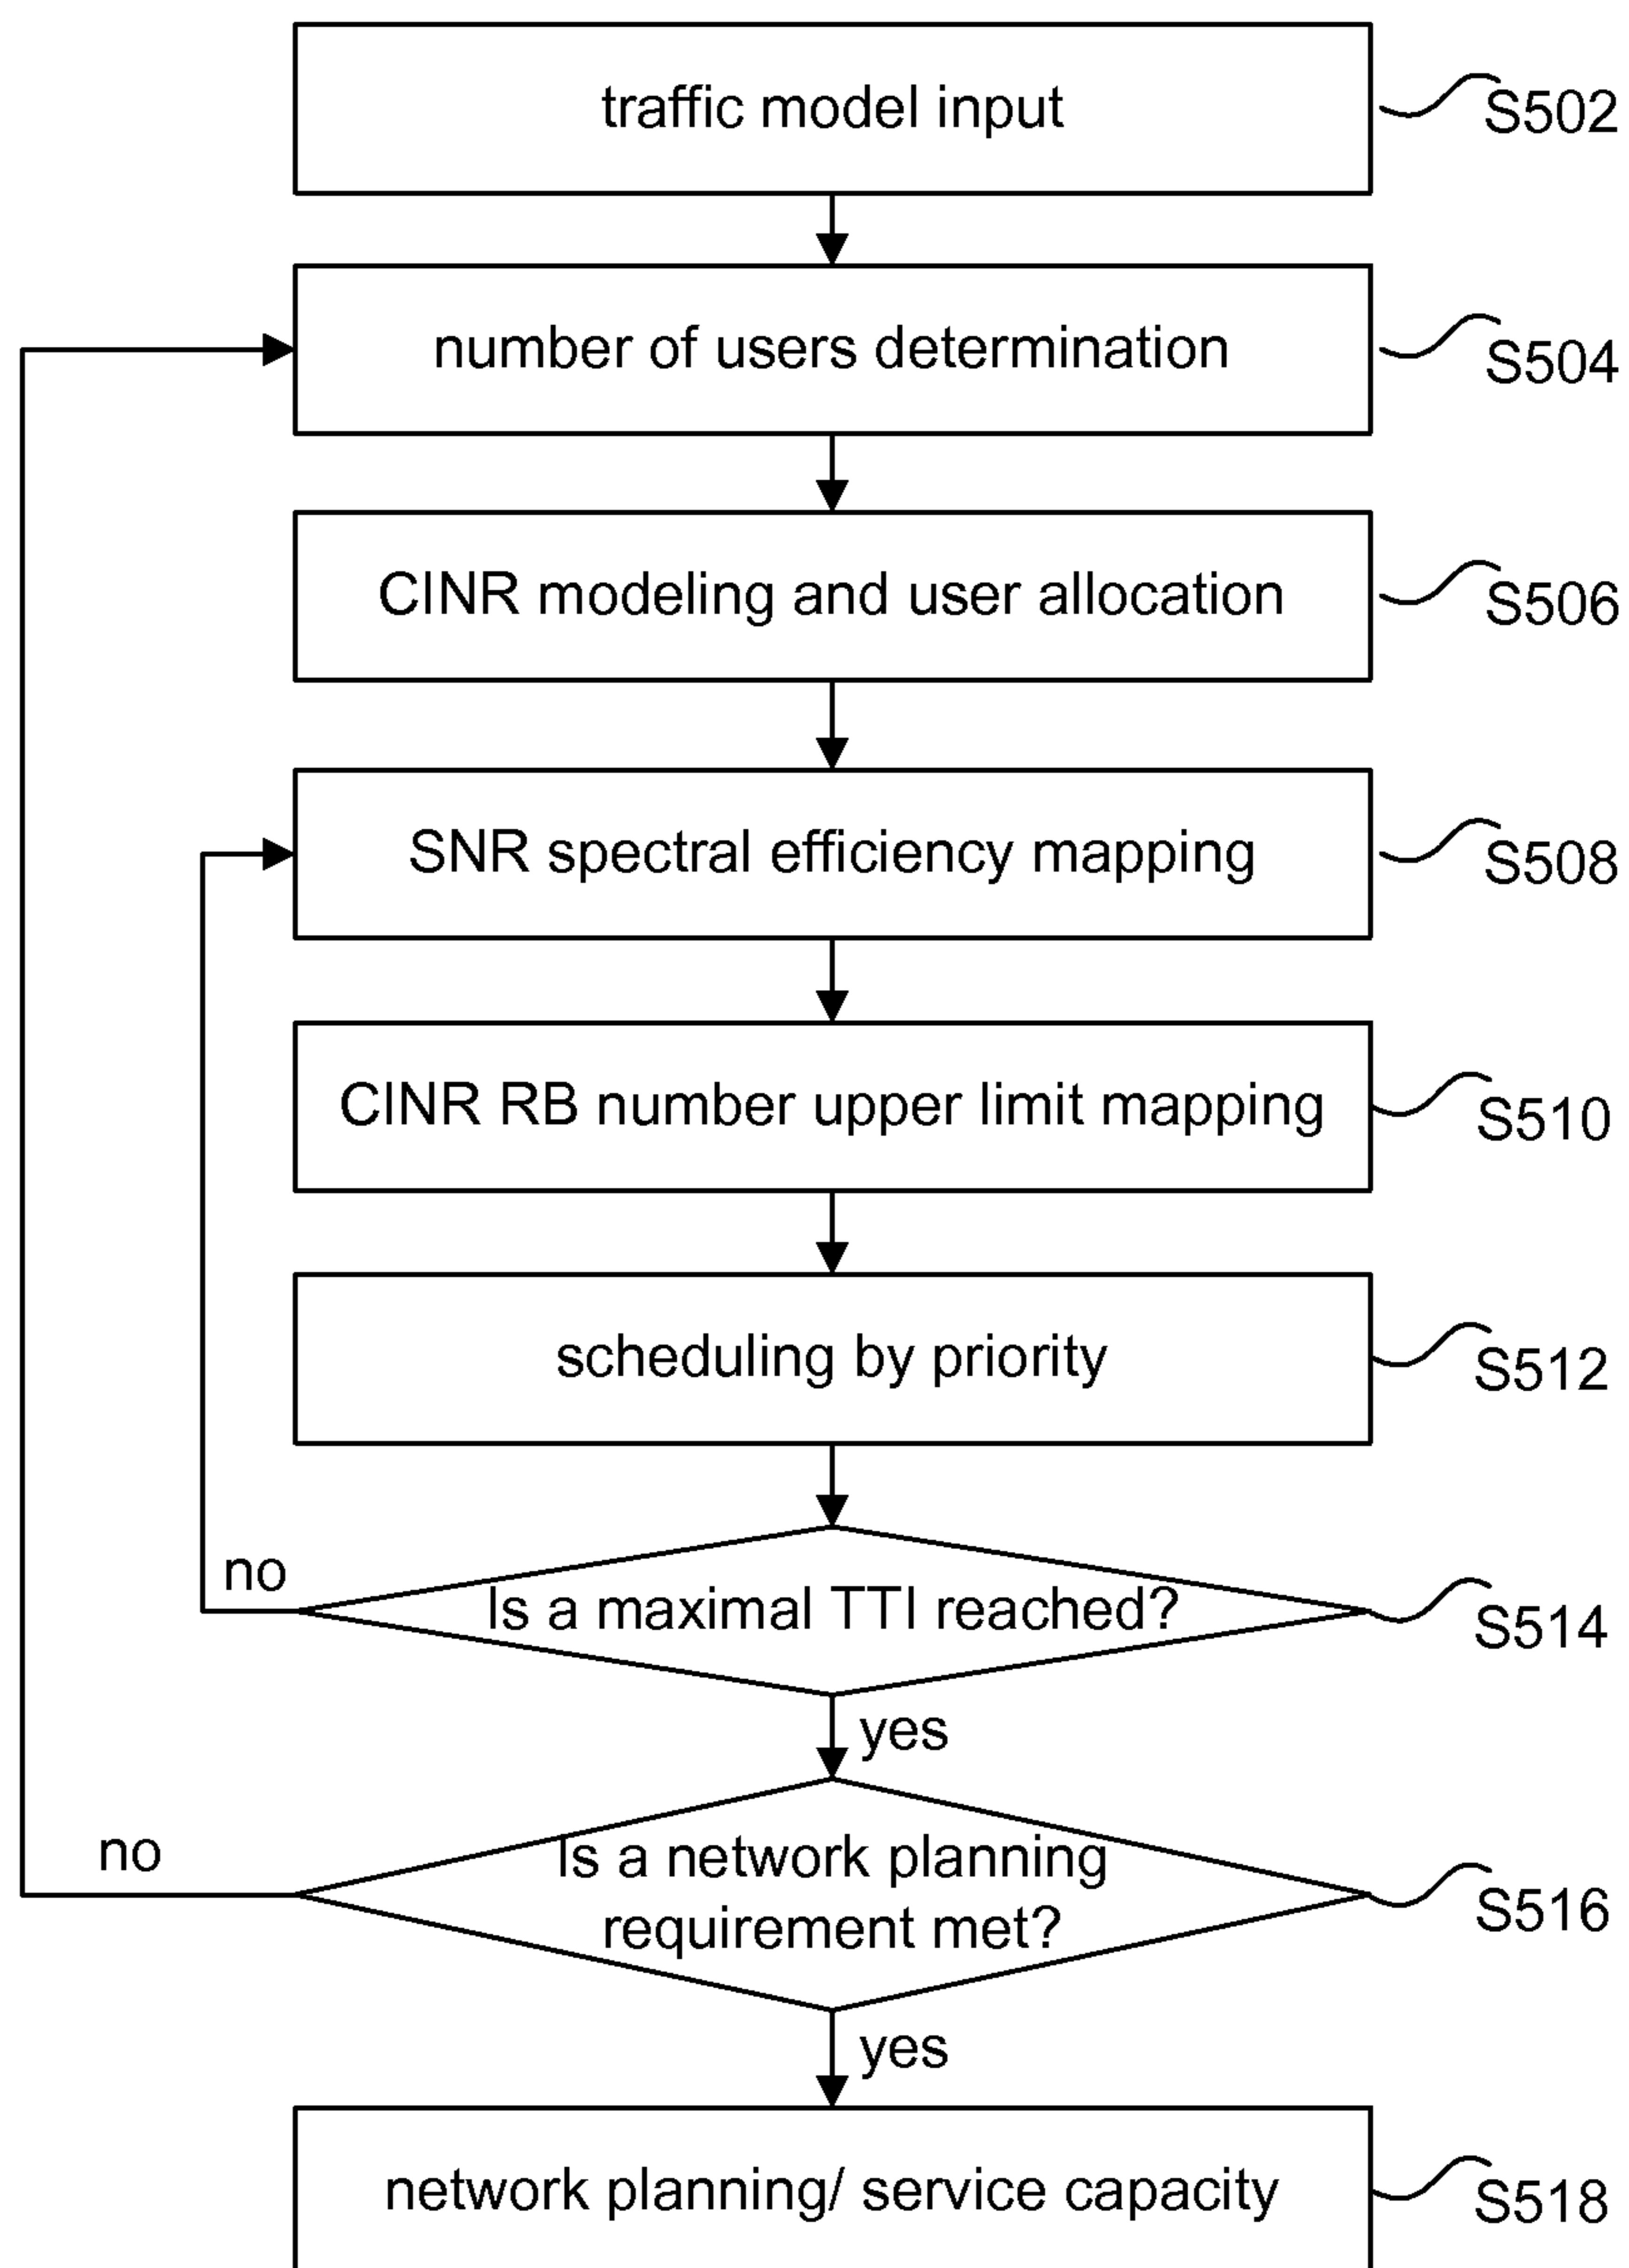 traffic model input
S502
number of users determination
S504
CINR modeling and user allocation
S506
SNR spectral efficiency mapping
S508
CINR RB number upper limit mapping
S510
scheduling by priority
S512
no
Is a maximal TTI reached?
S514
yes
no
Is a network planning
requirement met?
S516
yes
network planning/ service capacity
S518